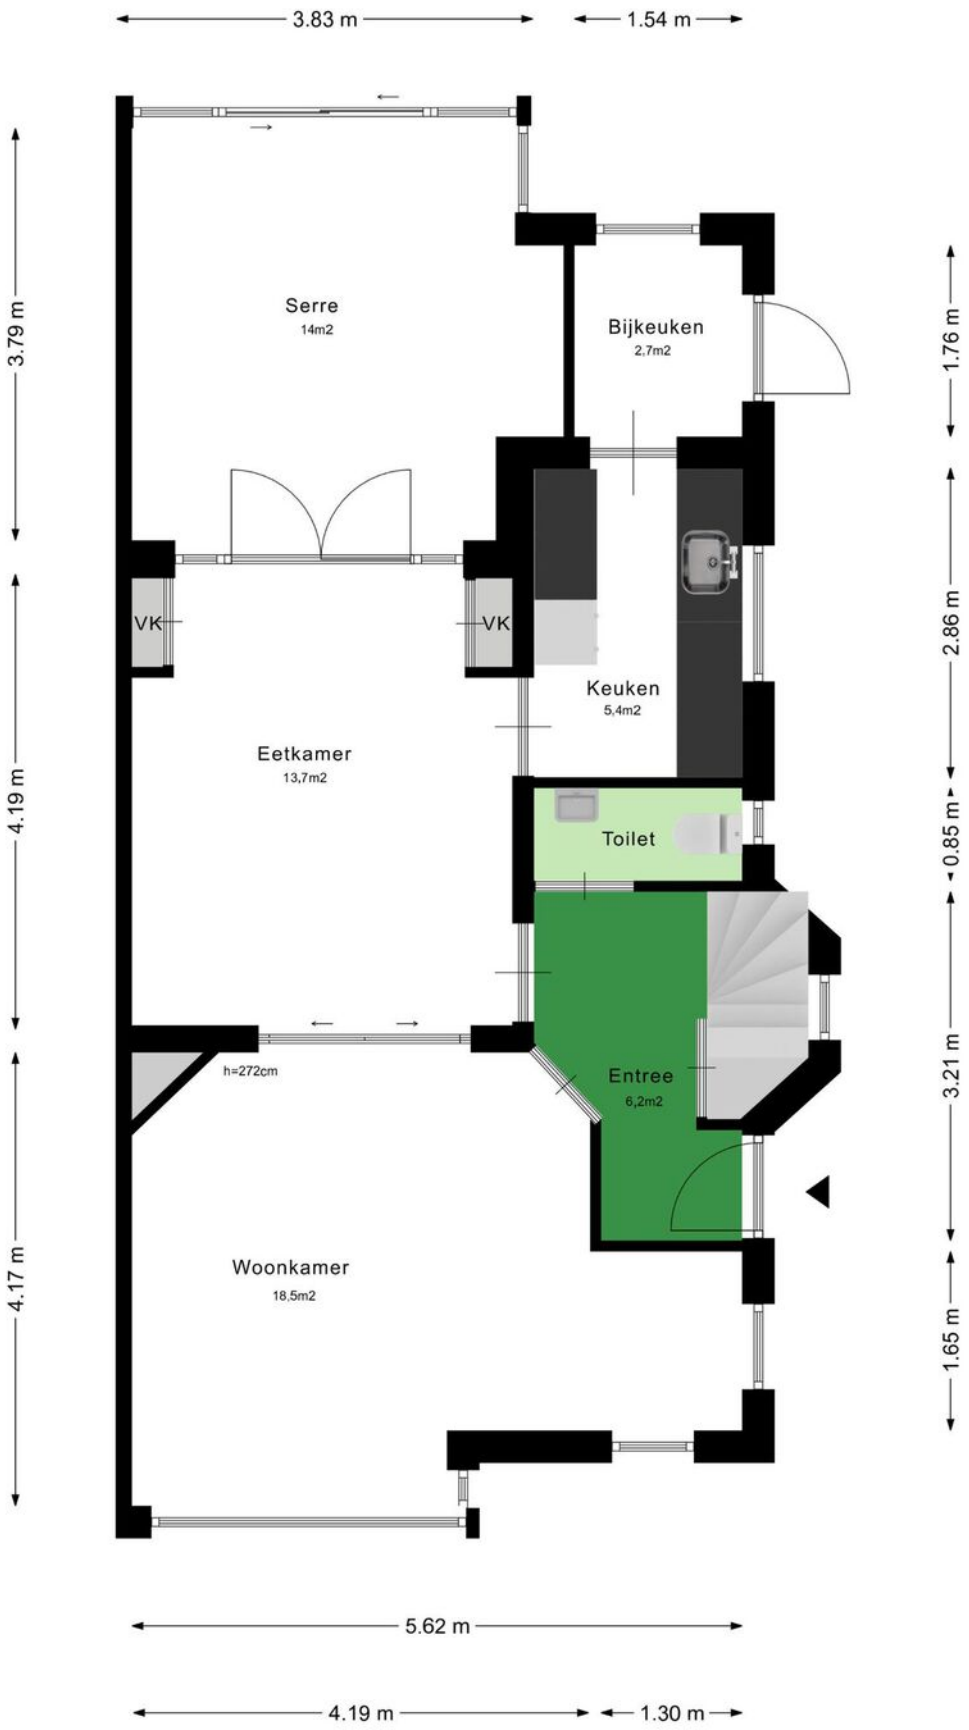 3.83 m
1.54 m
Serre
14m2
3.79 m
Bijkeuken
2,7m2
1.76 m
VK
VK
2.86 m
Keuken
5,4m2
Eetkamer
13,7m2
4.19 m
Toilet
0.85 m
h=272cm
Entree
6,2m2
3.21 m
Woonkamer
18,5m2
4.17 m
1.65 m
5.62 m
4.19 m
1.30 m